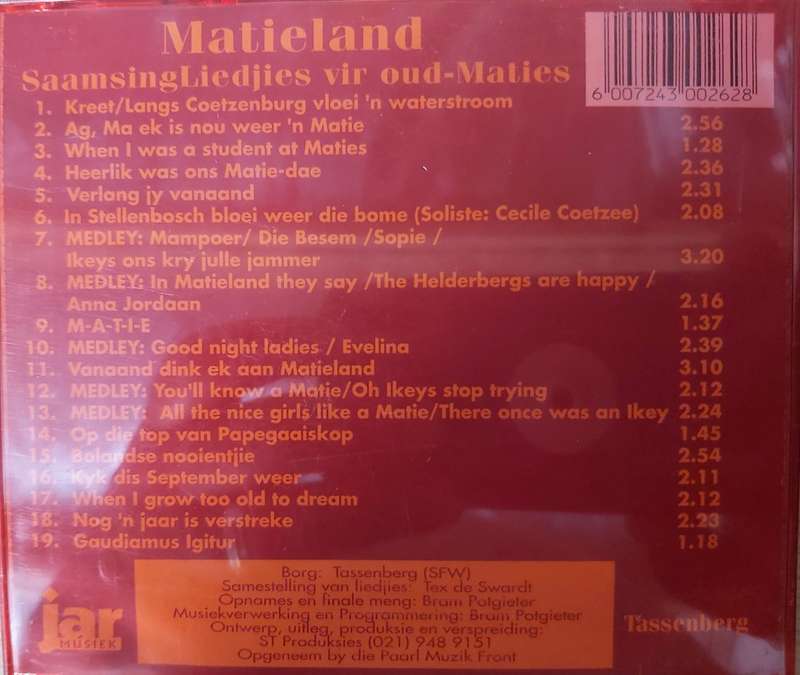 Matieland
SaamsingLiedjies vir oud-Maties
6 007243 002628
1. Kreet/Langs Coetzenburg vloei 'n waterstroom
2. Ag, Ma ek is nou weer 'n Matie 2.56
3. When I was a student at Maties 1.28
4. Heerlik was ons Matie-dae 2.36
5. Verlang jy vanaand 2.31
6. In Stellenbosch bloei weer die bome (Soliste: Cecile Coetzee) 2.08
7. MEDLEY: Mampoer/ Die Besem /Sopie /
Ikeys ons kry julle jammer 3.20
8. MEDLEY: In Matieland they say /The Helderbergs are happy /
Anna Jordaan 2.16
9. M-A-T-I-E 1.37
10. MEDLEY: Good night ladies / Evelina 2.39
11. Vanaand dink ek aan Matieland 3.10
12. MEDLEY: You'll know a Matie/Oh Ikeys stop trying 2.12
13. MEDLEY: All the nice girls like a Matie/There once was an Ikey 2.24
14. Op die top van Papegaaiskop 1.45
15. Bolandse nooientjie 2.54
16. Kyk dis September weer 2.11
17. When I grow too old to dream 2.12
18. Nog 'n jaar is verstreke 2.23
19. Gaudiamus Igitur 1.18
Borg: Tassenberg (SFW)
Samestelling van liedjies: Tex de Swardt
Opnames en finale meng: Bram Potgieter
Musiekverwerking en Programmering: Bram Potgieter
Ontwerp, uitleg, produksie en verspreiding:
ST Produksies (021) 948 9151
Opgeneem by die Paarl Muzik Front
jar
MUSIEK
Tassenberg